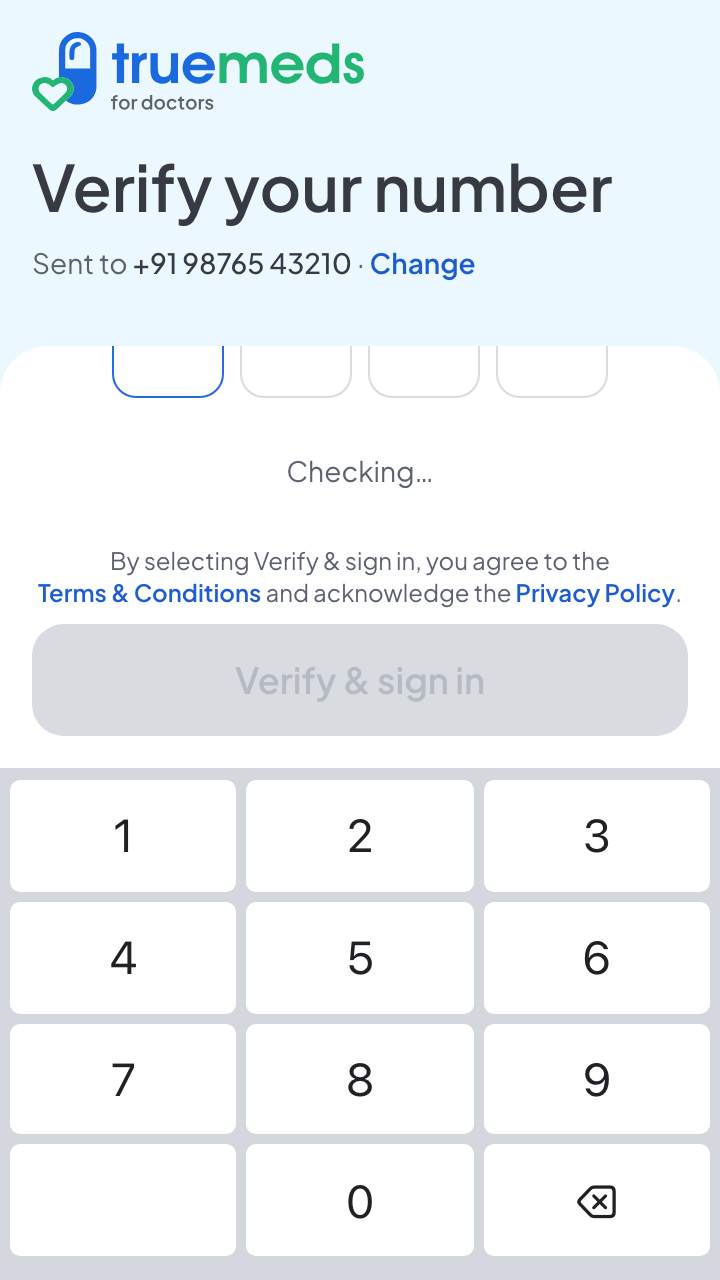 truemeds
for doctors
Verify your number
Sent to +91 98765 43210 · Change
Checking...
By selecting Verify & sign in, you agree to the
Terms & Conditions and acknowledge the Privacy Policy.
Verify & sign in
1 2 3
4 5 6
7 8 9
0